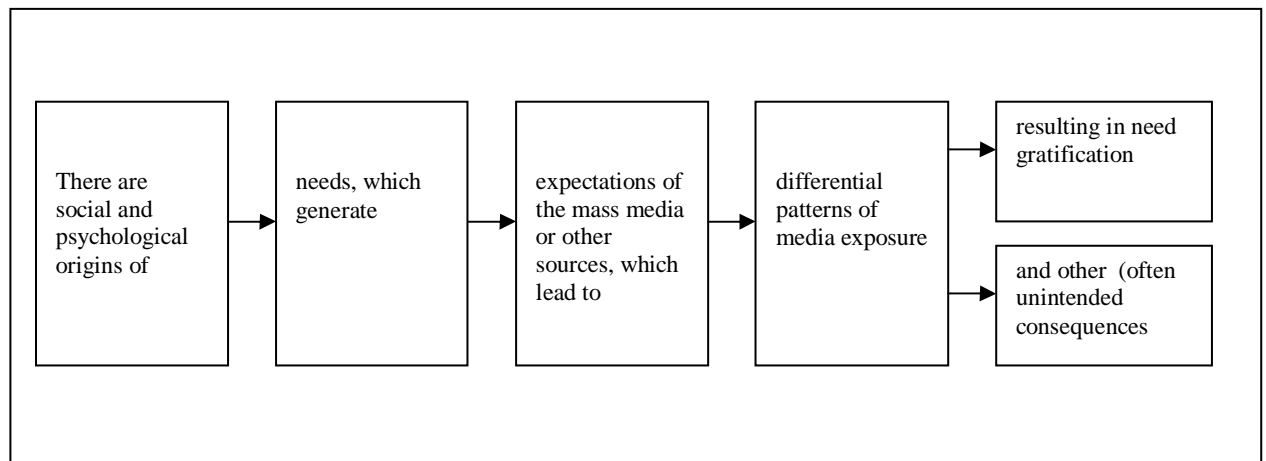 There are
social and
psychological
origins of
needs, which
generate
expectations of
the mass media
or other
sources, which
lead to
differential
patterns of
media exposure
resulting in need
gratification
and other  (often
unintended
consequences